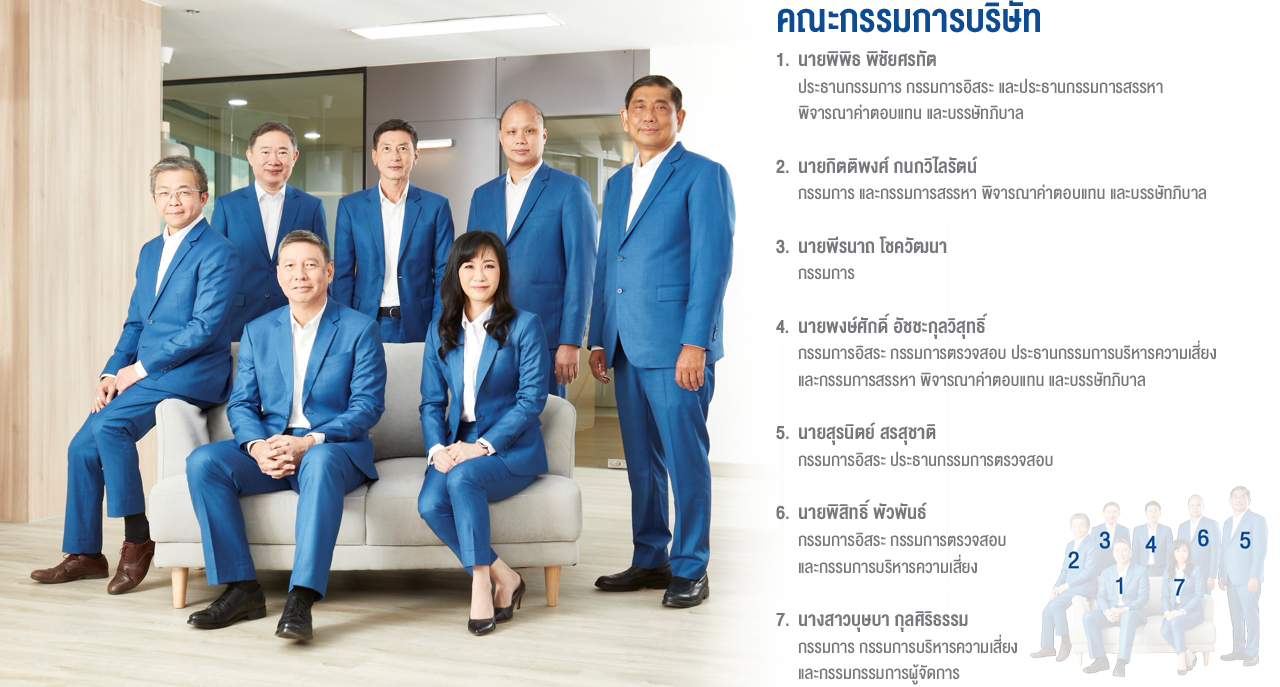 คณะกรรมการบริษัท
1. นายพิพิธ พิชัยศรทัต
ประธานกรรมการ กรรมการอิสระ และประธานกรรมการสรรหา
พิจารณาค่าตอบแทน และบรรษัทภิบาล
2. นายกิตติพงศ์ กนกวิไลรัตน์
กรรมการ และกรรมการสรรหา พิจารณาค่าตอบแทน และบรรษัทภิบาล
3. นายพีรนาถ โชควัฒนา
กรรมการ
4. นายพงษ์ศักดิ์ อัชชะกุลวิสุทธิ์
กรรมการอิสระ กรรมการตรวจสอบ ประธานกรรมการบริหารความเสี่ยง
และกรรมการสรรหา พิจารณาค่าตอบแทน และบรรษัทภิบาล
5. นายสุรนิตย์ สรสุชาติ
กรรมการอิสระ ประธานกรรมการตรวจสอบ
6. นายพิสิทธิ์ พัวพันธ์
กรรมการอิสระ กรรมการตรวจสอบ
และกรรมการบริหารความเสี่ยง
7. นางสาวบุษบา กุลศิริธรรม
กรรมการ กรรมการบริหารความเสี่ยง
และกรรมกรรมการผู้จัดการ
2 3 4 6 5
1 7